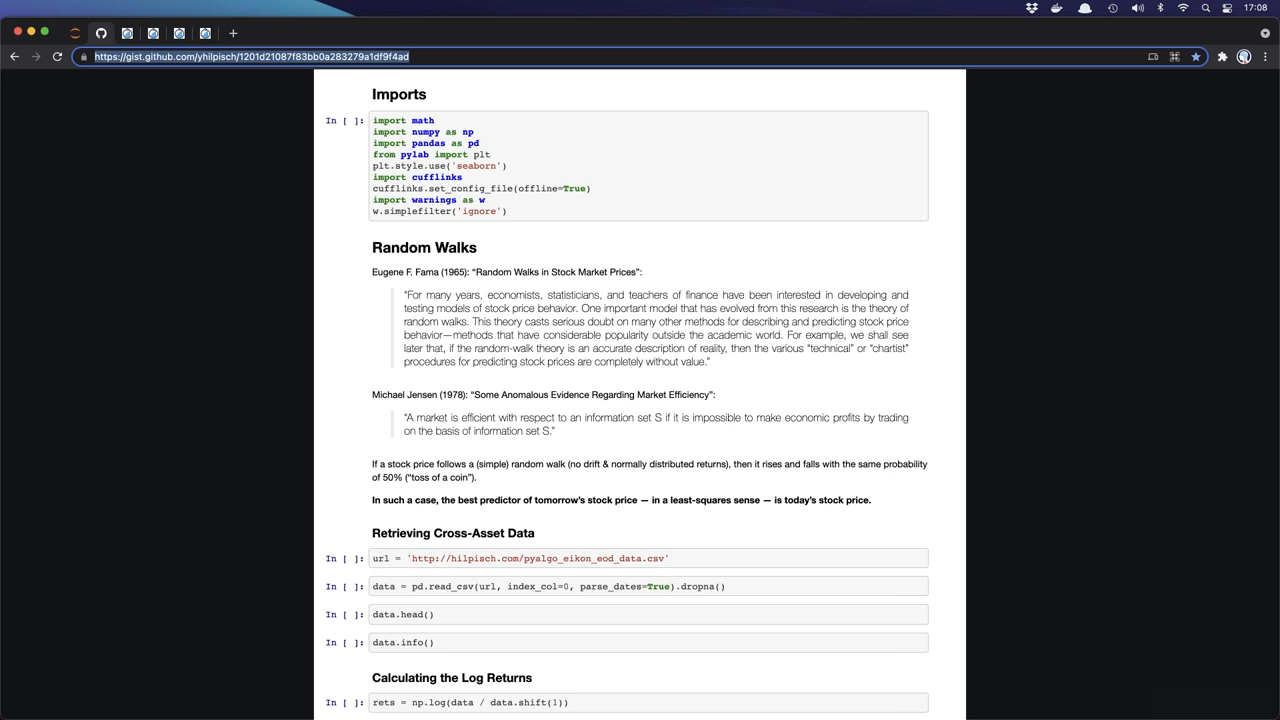 17:08
https://gist.github.com/yhilpisch/1201d21087f83bb0a283279a1df9f4ad
Imports
In [ ]:
import math
import numpy as np
import pandas as pd
from pylab import plt
plt.style.use('seaborn')
import cufflinks
cufflinks.set_config_file(offline=True)
import warnings as w
w.simplefilter('ignore')
Random Walks
Eugene F. Fama (1965): “Random Walks in Stock Market Prices”:
“For many years, economists, statisticians, and teachers of finance have been interested in developing and
testing models of stock price behavior. One important model that has evolved from this research is the theory of
random walks. This theory casts serious doubt on many other methods for describing and predicting stock price
behavior—methods that have considerable popularity outside the academic world. For example, we shall see
later that, if the random-walk theory is an accurate description of reality, then the various “technical” or “chartist”
procedures for predicting stock prices are completely without value.”
Michael Jensen (1978): “Some Anomalous Evidence Regarding Market Efficiency”:
“A market is efficient with respect to an information set S if it is impossible to make economic profits by trading
on the basis of information set S.”
If a stock price follows a (simple) random walk (no drift & normally distributed returns), then it rises and falls with the same probability
of 50% (“toss of a coin”).
In such a case, the best predictor of tomorrow’s stock price — in a least-squares sense — is today’s stock price.
Retrieving Cross-Asset Data
In [ ]: url = 'http://hilpisch.com/pyalgo_eikon_eod_data.csv'
In [ ]: data = pd.read_csv(url, index_col=0, parse_dates=True).dropna()
In [ ]: data.head()
In [ ]: data.info()
Calculating the Log Returns
In [ ]: rets = np.log(data / data.shift(1))